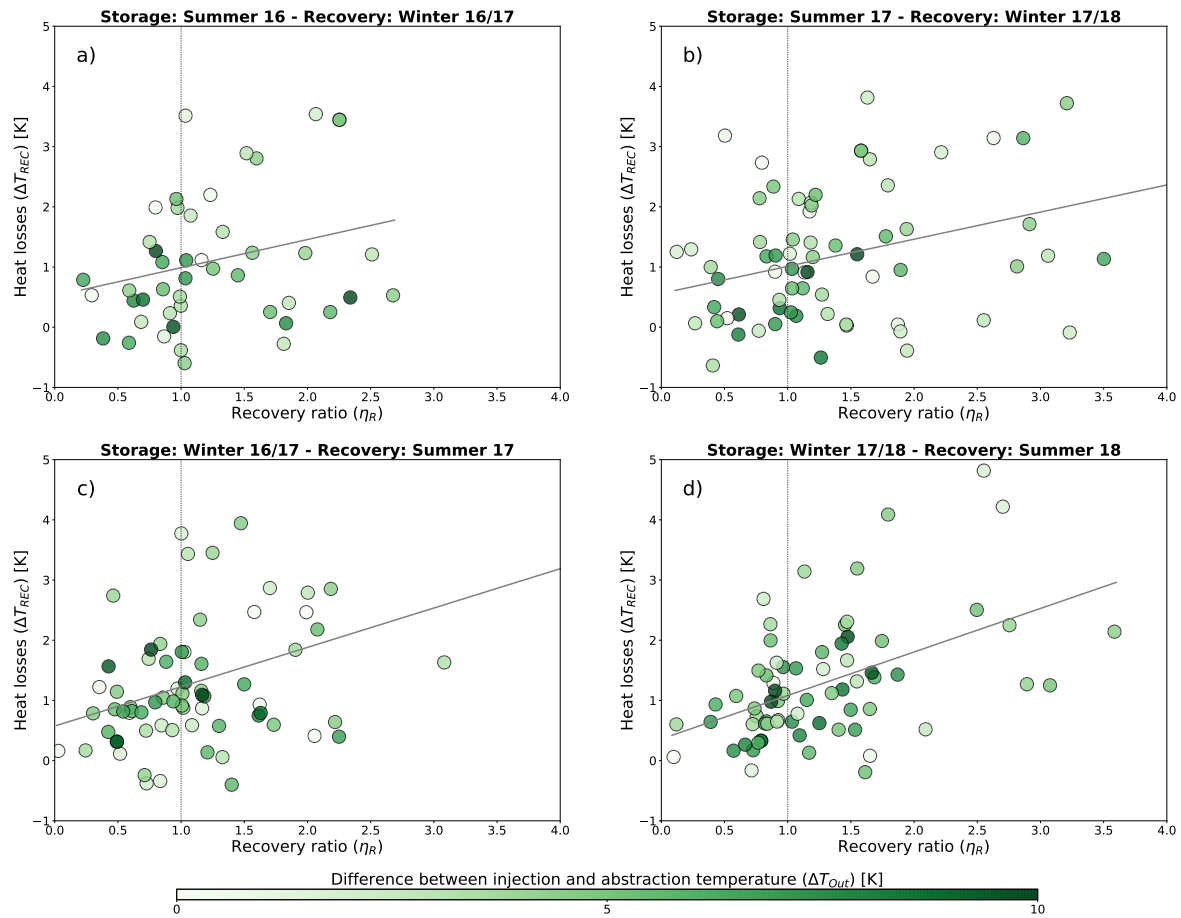 Storage: Summer 16 - Recovery: Winter 16/17
a)
Heat losses (ΔT_REC) [K]
5
4
3
2
1
0
−1
0.0 0.5 1.0 1.5 2.0 2.5 3.0 3.5 4.0
Recovery ratio (η_R)
Storage: Summer 17 - Recovery: Winter 17/18
b)
Heat losses (ΔT_REC) [K]
5
4
3
2
1
0
−1
0.0 0.5 1.0 1.5 2.0 2.5 3.0 3.5 4.0
Recovery ratio (η_R)
Storage: Winter 16/17 - Recovery: Summer 17
c)
Heat losses (ΔT_REC) [K]
5
4
3
2
1
0
−1
0.0 0.5 1.0 1.5 2.0 2.5 3.0 3.5 4.0
Recovery ratio (η_R)
Storage: Winter 17/18 - Recovery: Summer 18
d)
Heat losses (ΔT_REC) [K]
5
4
3
2
1
0
−1
0.0 0.5 1.0 1.5 2.0 2.5 3.0 3.5 4.0
Recovery ratio (η_R)
Difference between injection and abstraction temperature (ΔT_Out) [K]
0 5 10